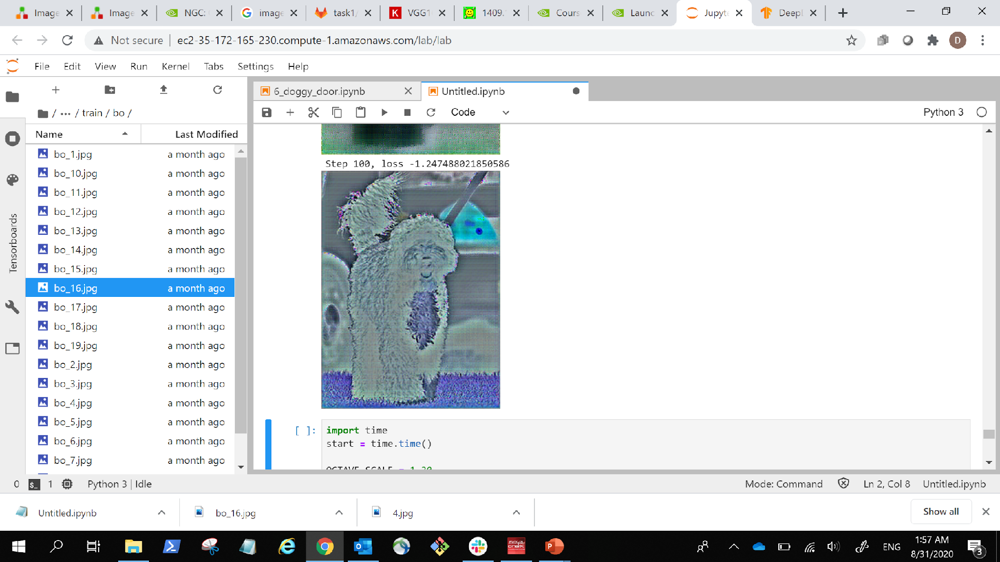 Image
Image
NGC:
image
task1/
VGG1
1409.
Cours
Launc
Jupyte
DeepL
Not secure
ec2-35-172-165-230.compute-1.amazonaws.com/lab/lab
D
File Edit View Run Kernel Tabs Settings Help
6_doggy_door.ipynb
Untitled.ipynb
/ ... / train / bo /
Code
Python 3
Name
Last Modified
Tensorboards
bo_1.jpg a month ago
bo_10.jpg a month ago
bo_11.jpg a month ago
bo_12.jpg a month ago
bo_13.jpg a month ago
bo_14.jpg a month ago
bo_15.jpg a month ago
bo_16.jpg a month ago
bo_17.jpg a month ago
bo_18.jpg a month ago
bo_19.jpg a month ago
bo_2.jpg a month ago
bo_3.jpg a month ago
bo_4.jpg a month ago
bo_5.jpg a month ago
bo_6.jpg a month ago
bo_7.jpg a month ago
Step 100, loss -1.247488021850586
[ ]:
import time
start = time.time()
OCTAVE_SCALE = 1.30
0
1
Python 3 | Idle
Mode: Command
Ln 2, Col 8
Untitled.ipynb
Untitled.ipynb
bo_16.jpg
4.jpg
Show all
AVAYA
ENG
1:57 AM
8/31/2020
3